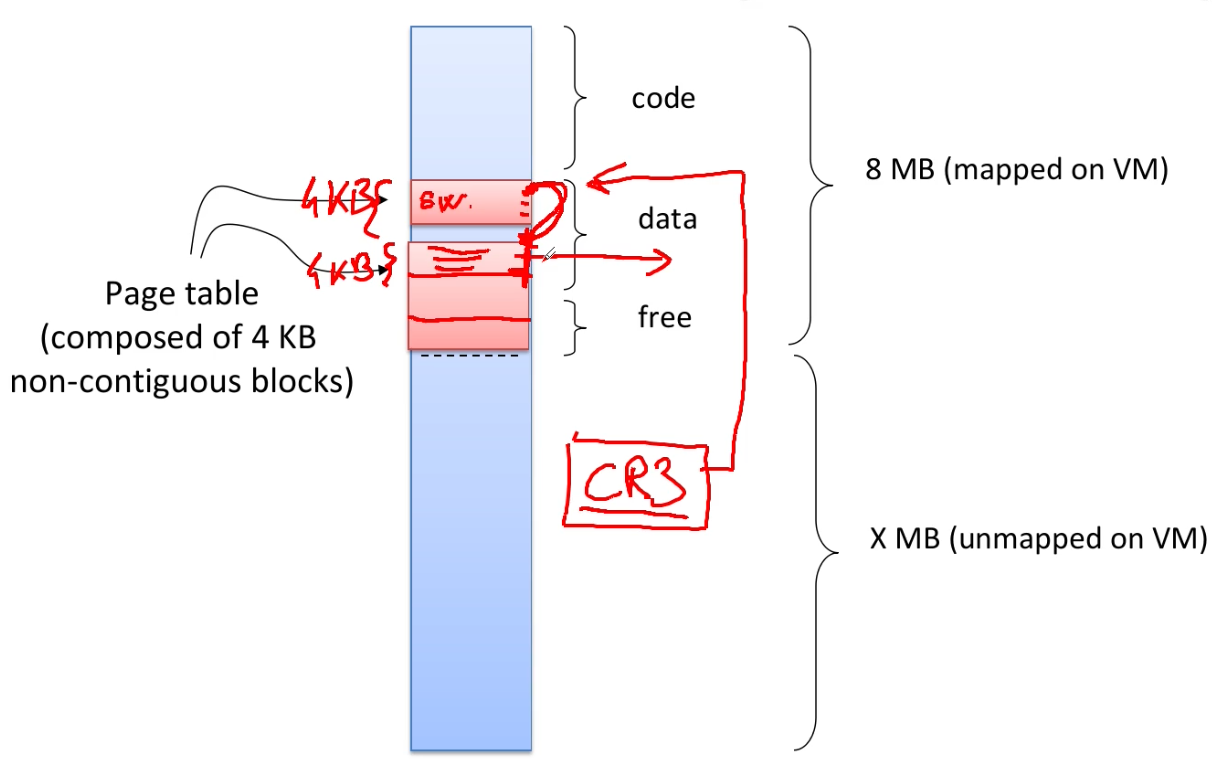 code
8 MB (mapped on VM)
4KB
sw.
data
4KB
Page table
(composed of 4 KB
non-contiguous blocks)
free
CR3
X MB (unmapped on VM)